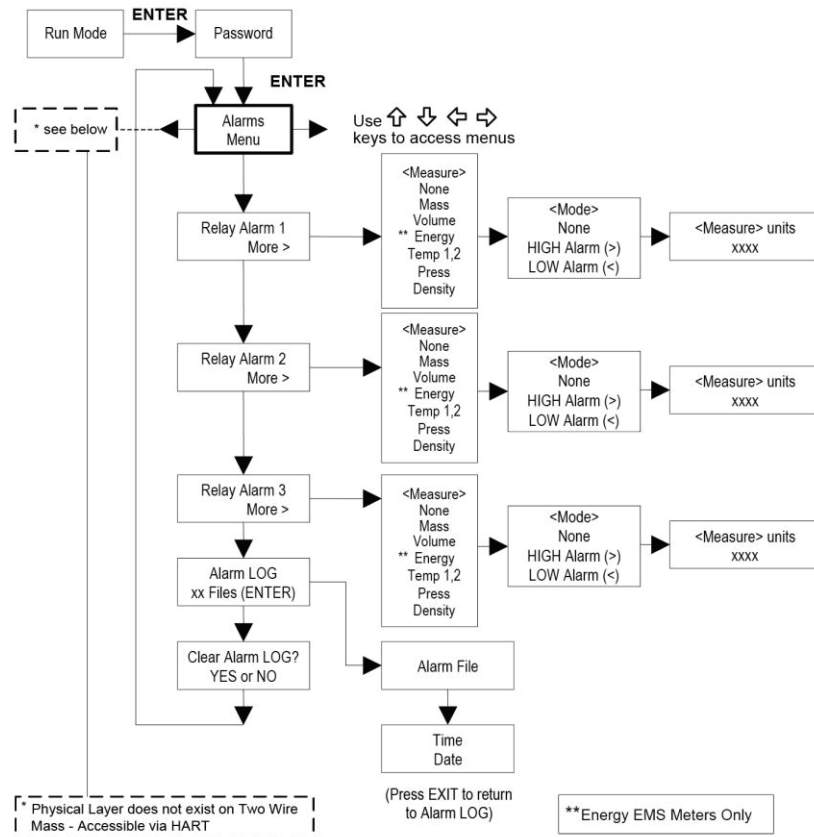 ENTER
Run Mode
Password
ENTER
* see below
Alarms
Menu
Use
keys to access menus
Relay Alarm 1
More >
<Measure>
None
Mass
Volume
** Energy
Temp 1,2
Press
Density
<Mode>
None
HIGH Alarm (>)
LOW Alarm (<)
<Measure> units
xxxx
Relay Alarm 2
More >
<Measure>
None
Mass
Volume
** Energy
Temp 1,2
Press
Density
<Mode>
None
HIGH Alarm (>)
LOW Alarm (<)
<Measure> units
xxxx
Relay Alarm 3
More >
<Measure>
None
Mass
Volume
** Energy
Temp 1,2
Press
Density
<Mode>
None
HIGH Alarm (>)
LOW Alarm (<)
<Measure> units
xxxx
Alarm LOG
xx Files (ENTER)
Clear Alarm LOG?
YES or NO
Alarm File
Time
Date
(Press EXIT to return
to Alarm LOG)
* Physical Layer does not exist on Two Wire
Mass - Accessible via HART
**Energy EMS Meters Only